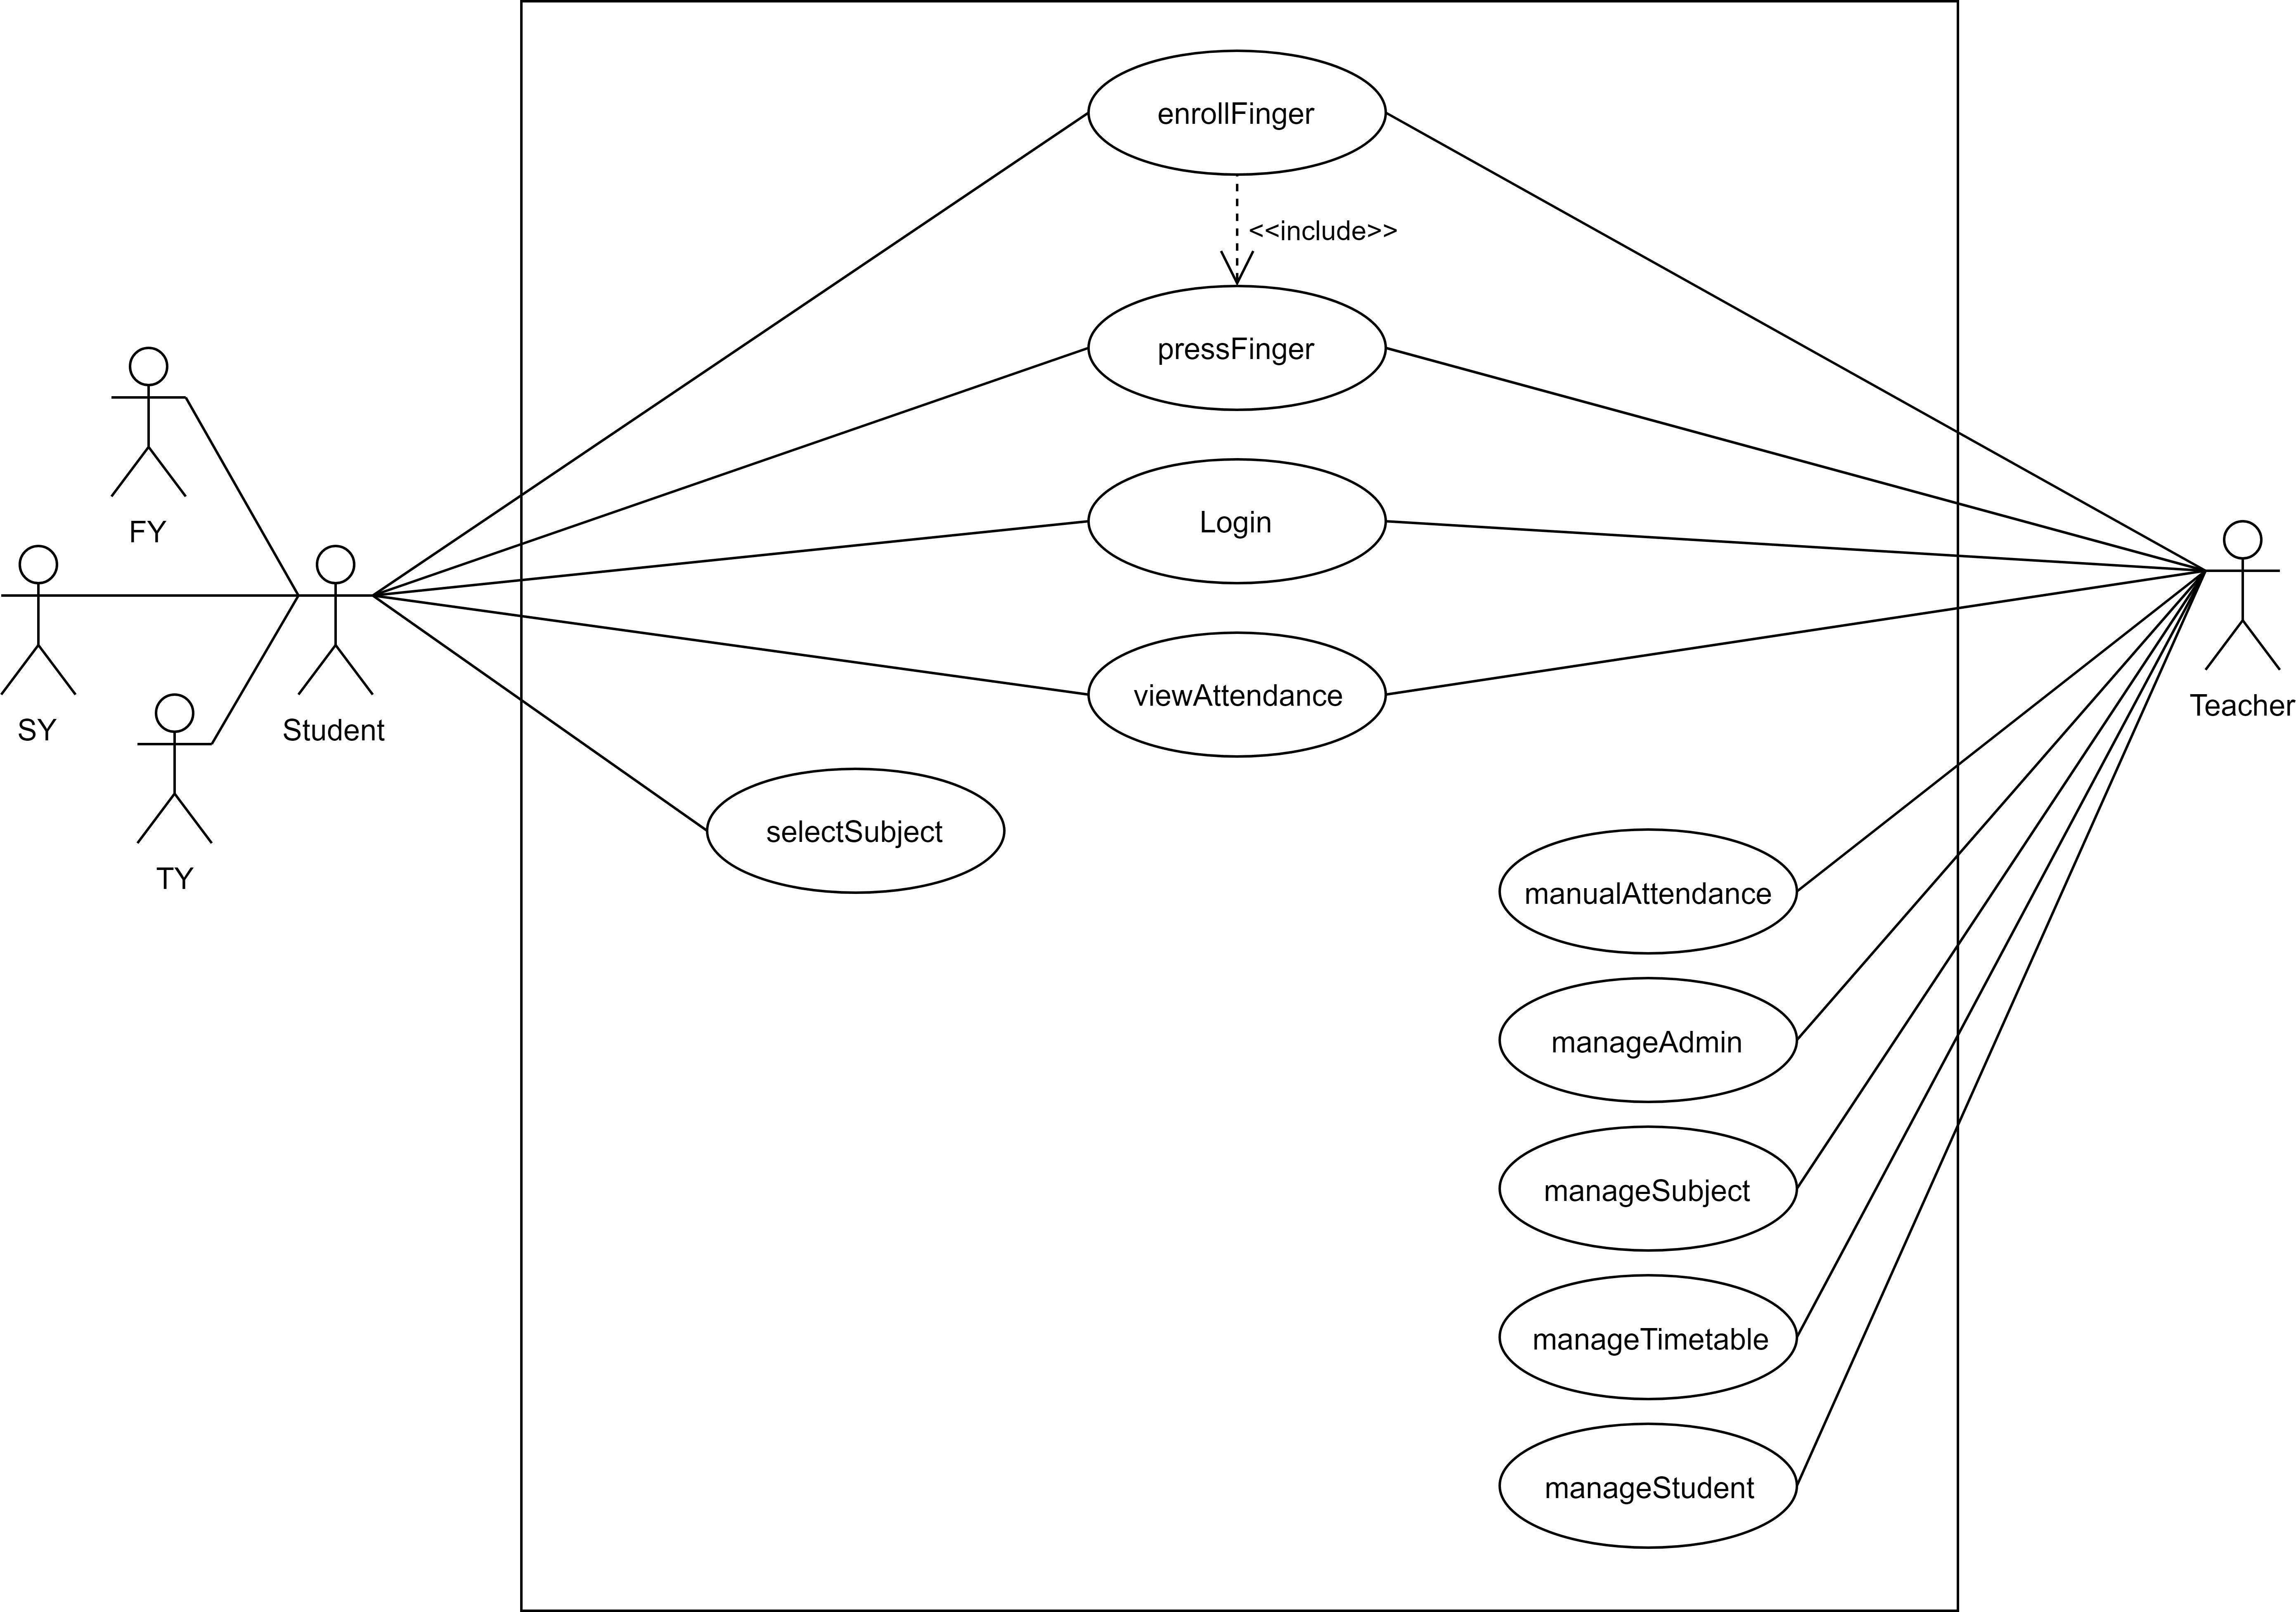 enrollFinger
<<include>>
pressFinger
FY
Login
SY
Student
TY
viewAttendance
Teacher
selectSubject
manualAttendance
manageAdmin
manageSubject
manageTimetable
manageStudent